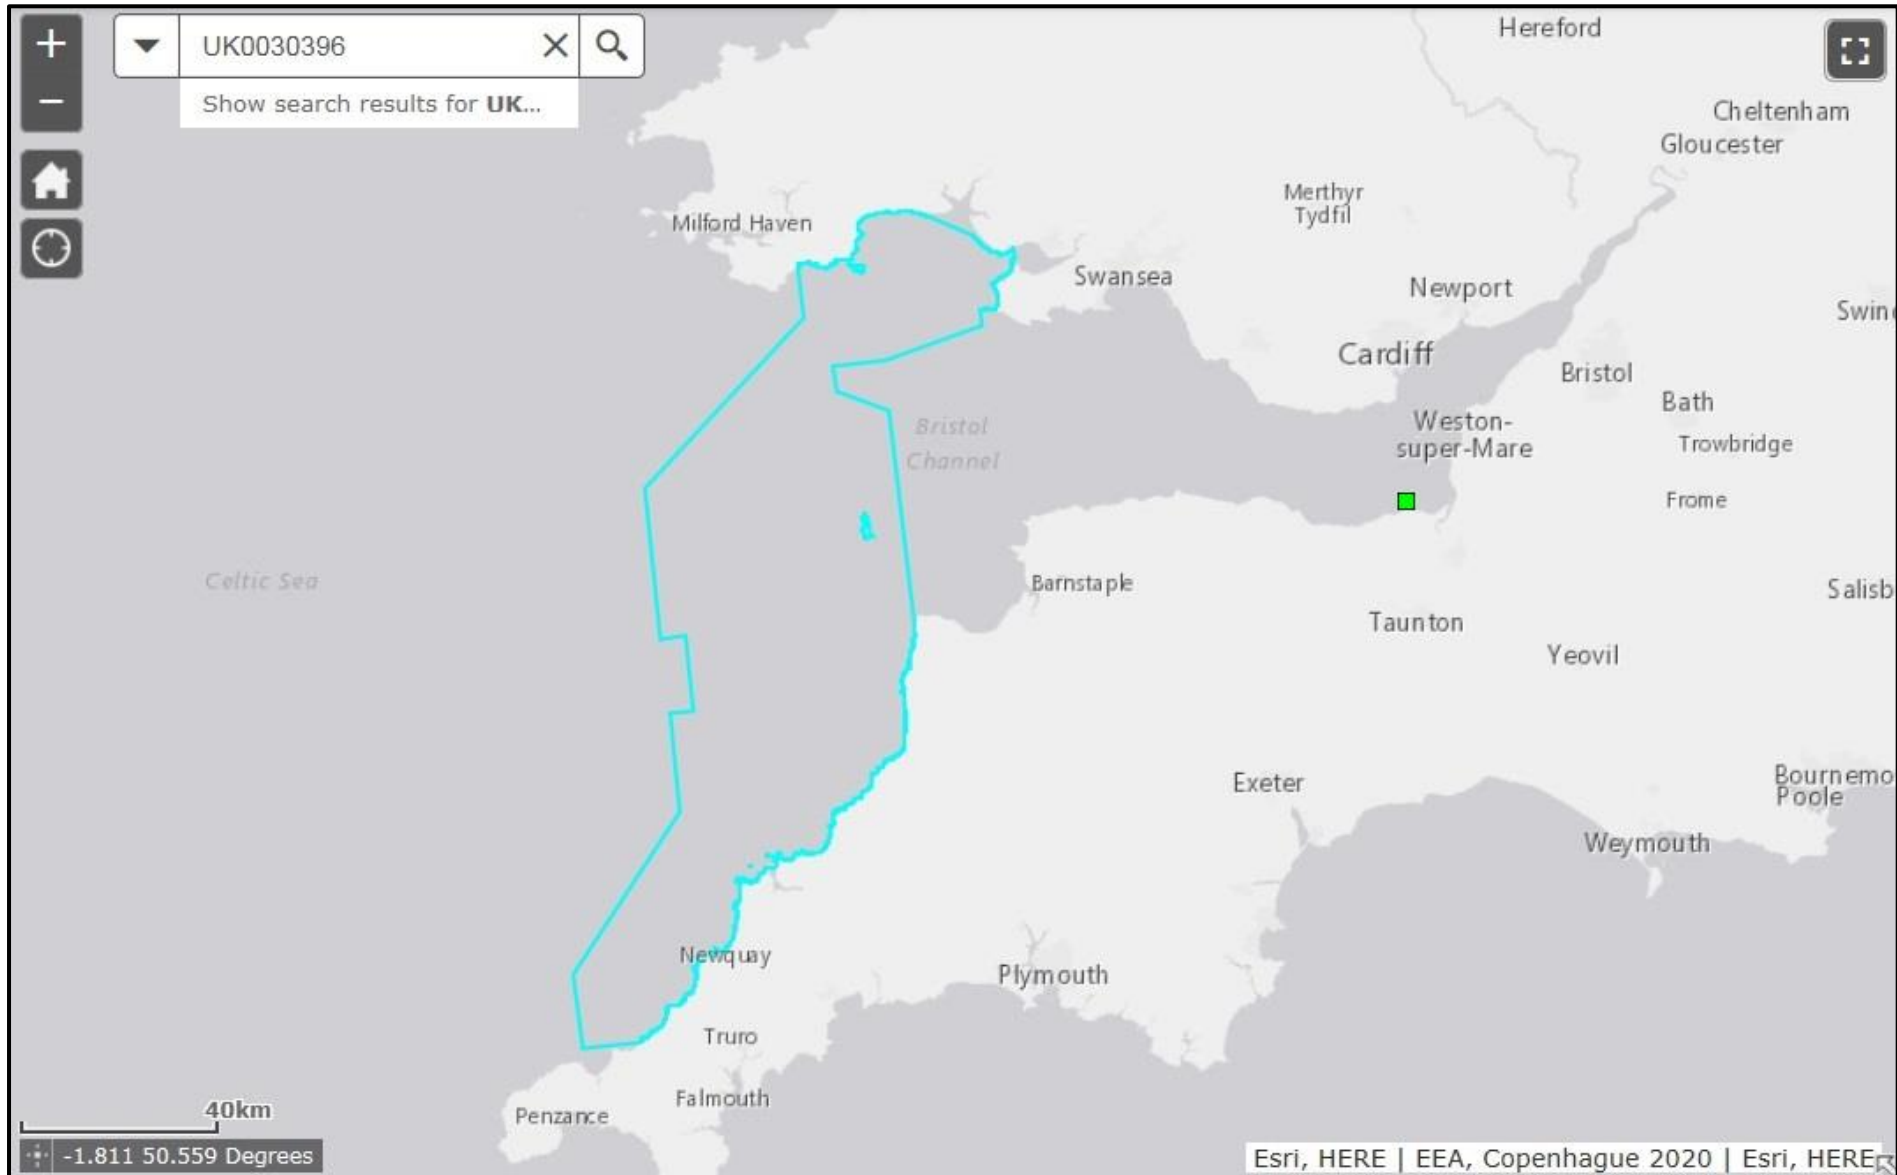 +
UK0030396
Show search results for UK...
−
Hereford
Cheltenham
Gloucester
Merthyr
Tydfil
Milford Haven
Swansea
Newport
Swin
Cardiff
Bristol
Bath
Bristol
Channel
Weston-
super-Mare
Trowbridge
Frome
Celtic Sea
Barnstaple
Salisb
Taunton
Yeovil
Exeter
Bournemo
Poole
Weymouth
Newquay
Plymouth
Truro
Falmouth
Penzance
40km
-1.811 50.559 Degrees
Esri, HERE | EEA, Copenhague 2020 | Esri, HERE